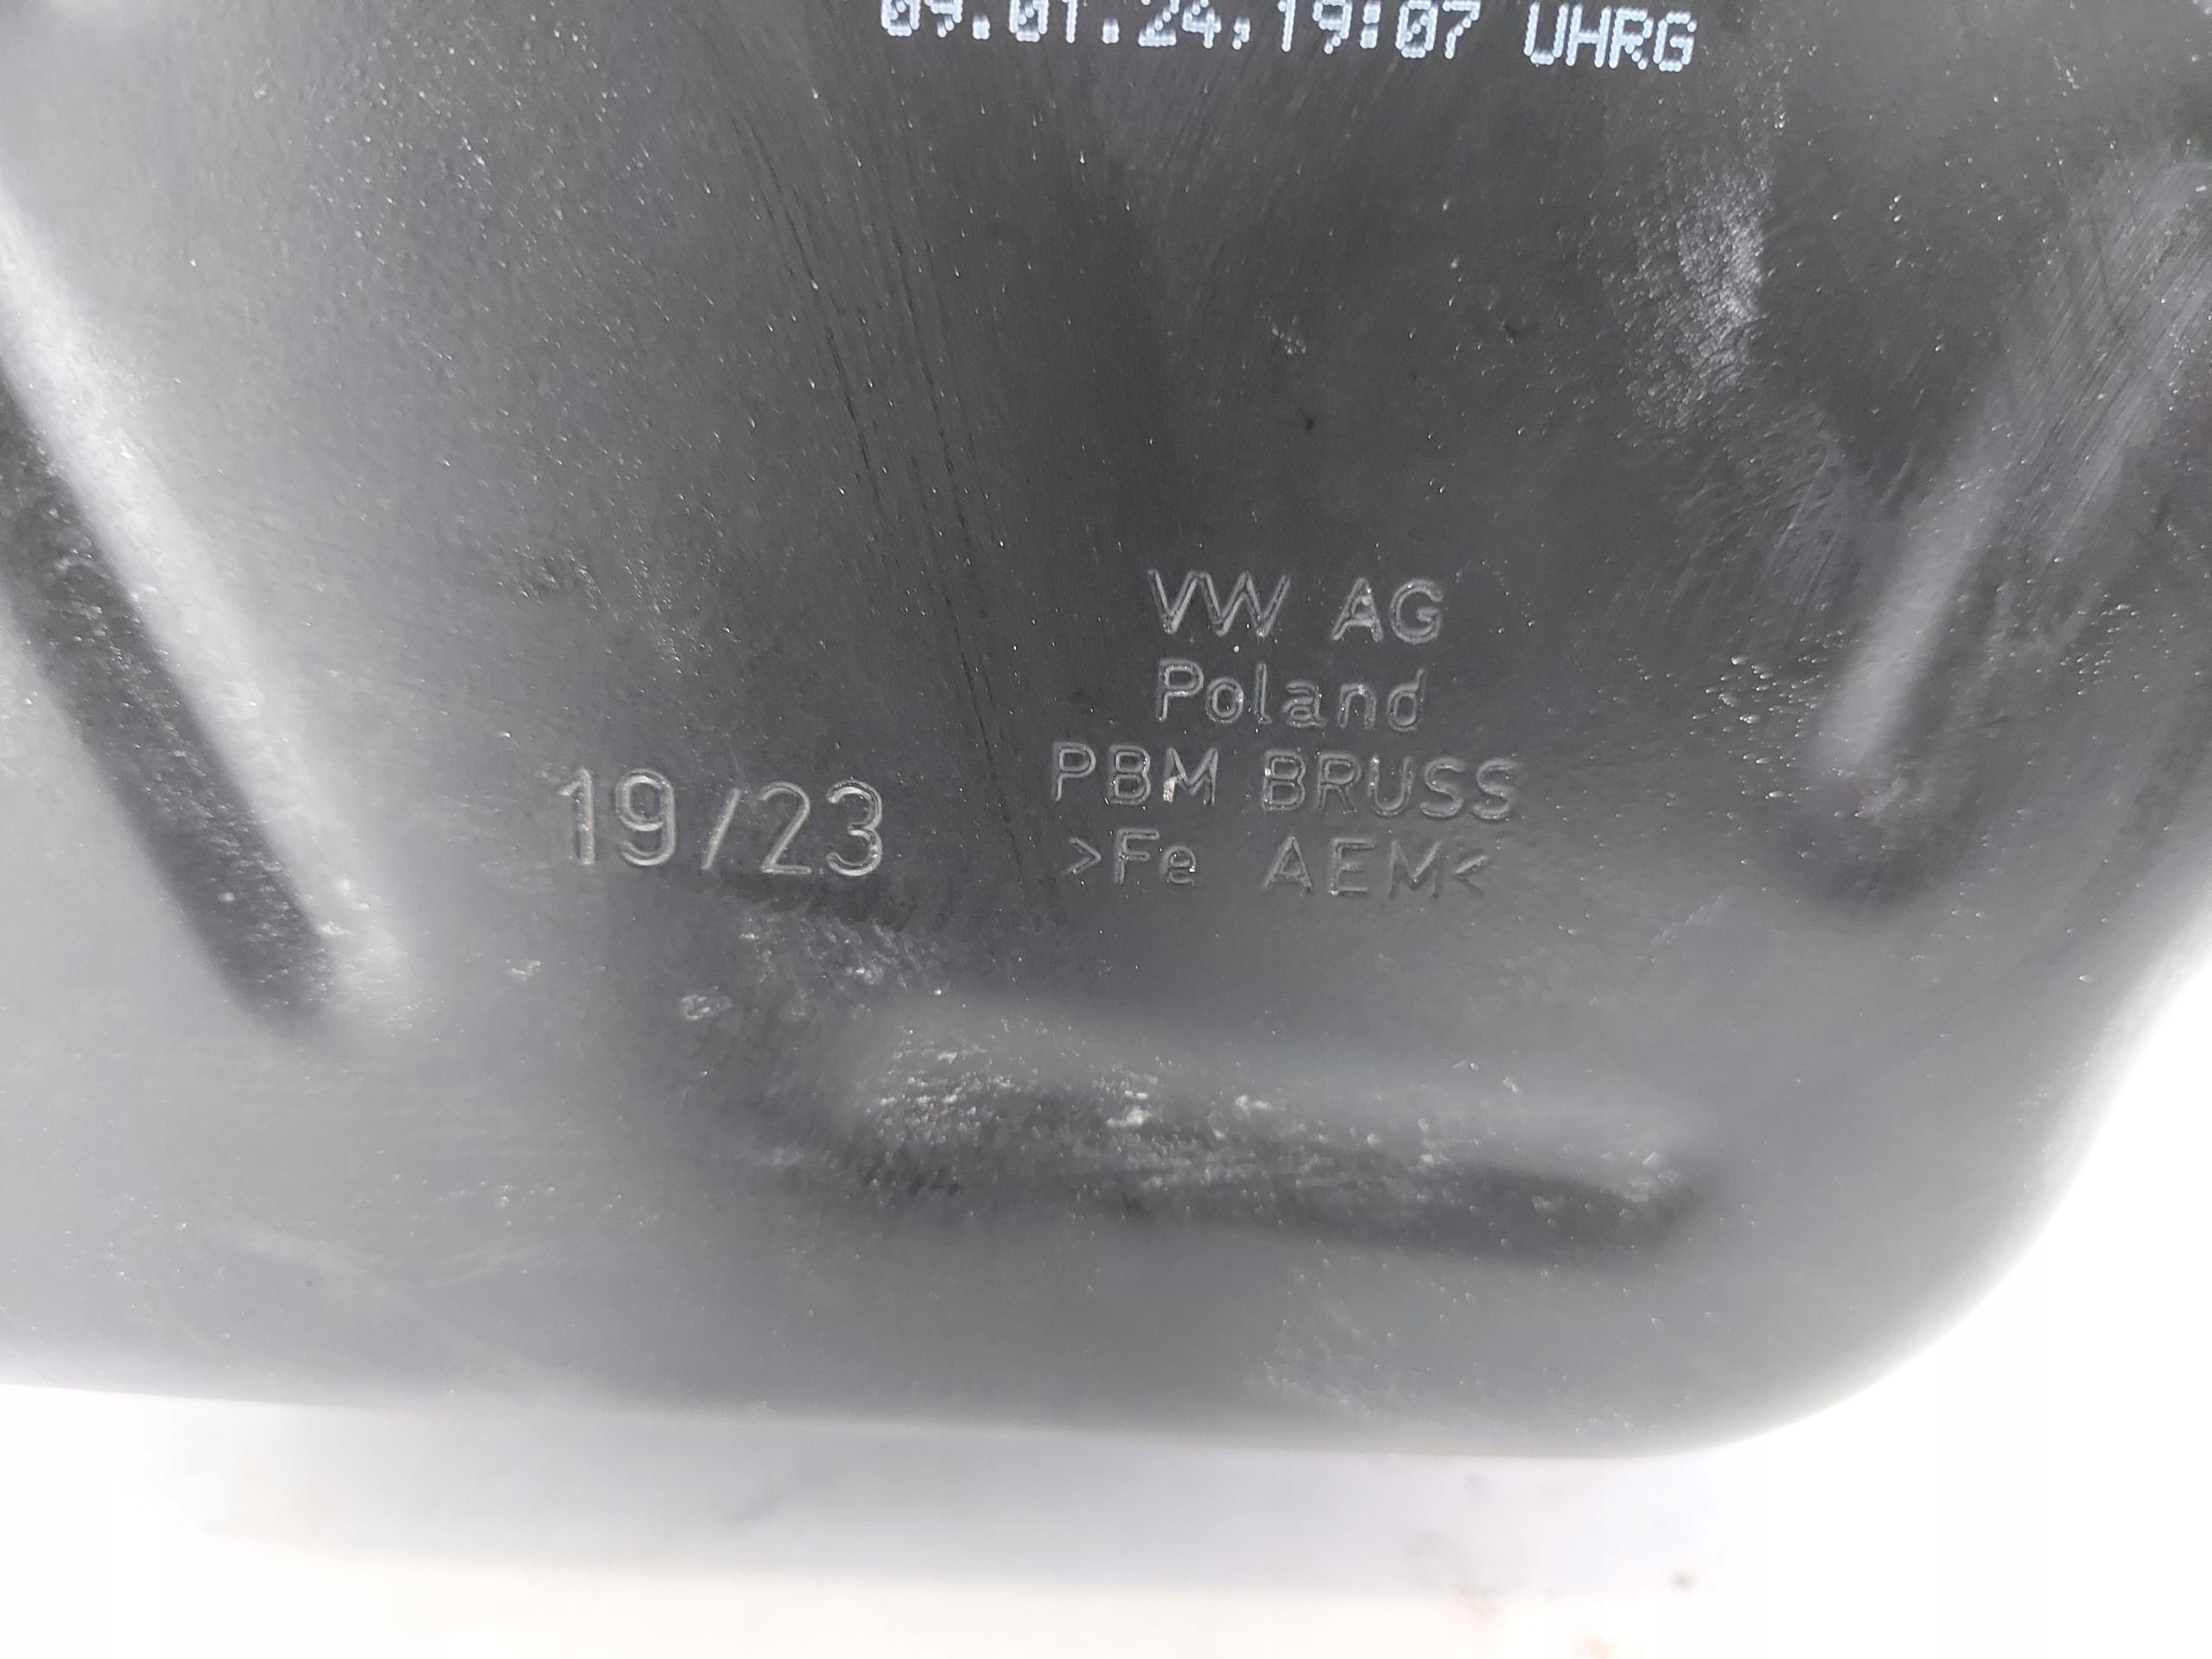 09.01.24,19:07 UHRG
VW AG
Poland
PBM BRUSS
>Fe AEM<
19/23